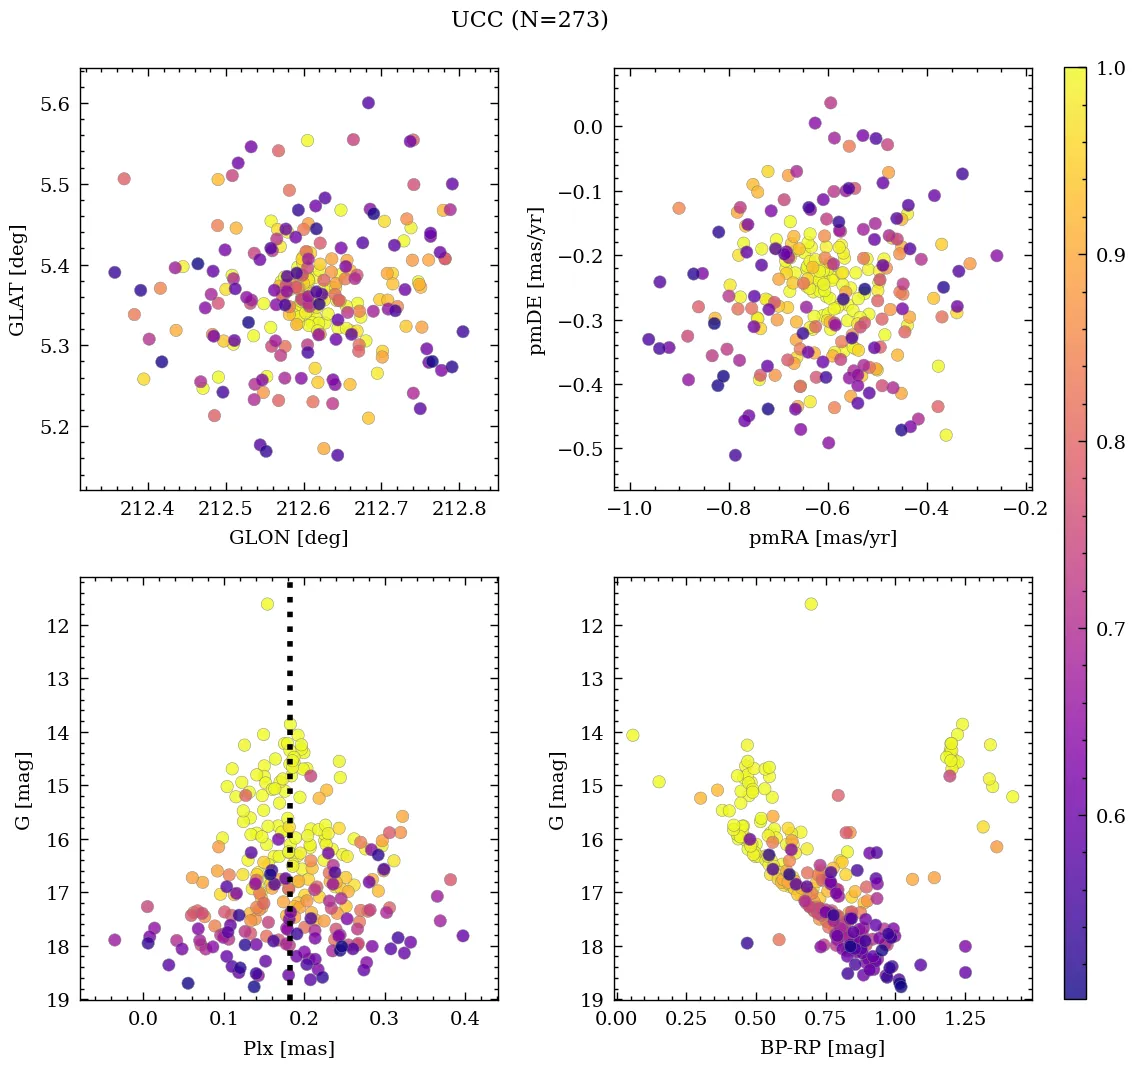 UCC (N=273)
5.6
5.5
5.4
5.3
5.2
GLAT [deg]
212.4 212.5 212.6 212.7 212.8
GLON [deg]
0.0
−0.1
−0.2
−0.3
−0.4
−0.5
pmDE [mas/yr]
−1.0 −0.8 −0.6 −0.4 −0.2
pmRA [mas/yr]
1.0
0.9
0.8
0.7
0.6
12
13
14
15
16
17
18
19
G [mag]
0.0 0.1 0.2 0.3 0.4
Plx [mas]
12
13
14
15
16
17
18
19
G [mag]
0.00 0.25 0.50 0.75 1.00 1.25
BP-RP [mag]